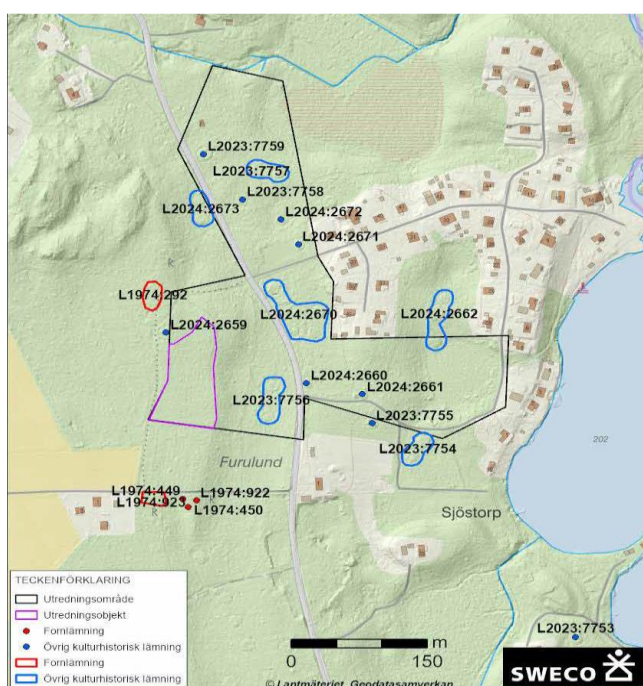 L2023:7759
L2023:7757
L2023:7758
L2024:2673
L2024:2672
L2024:2671
L1974:292
L2024:2670
L2024:2662
L2024:2659
L2024:2660
L2024:2661
L2023:7756
L2023:7755
L2023:7754
202
Furulund
L1974:449
L1974:922
L1974:923
L1974:450
R
R
R
Sjöstorp
L2023:7753
TECKENFÖRKLARING
Utredningsområde
Utredningsobjekt
Fornlämning
Övrig kulturhistorisk lämning
Fornlämning
Övrig kulturhistorisk lämning
m
0 150
© Lantmäteriet, Geodatasamverkan
SWECO